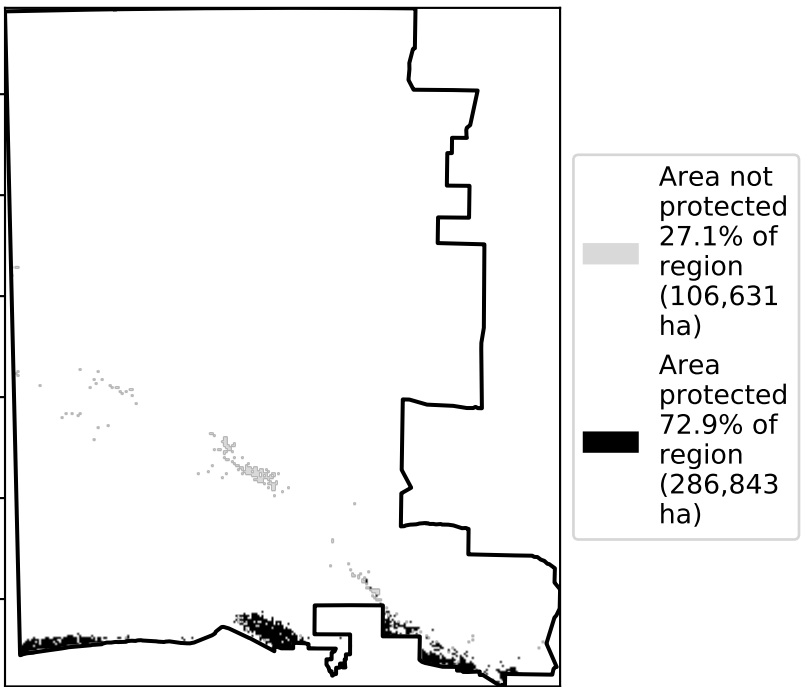 Area not
protected
27.1% of
region
(106,631
ha)
Area
protected
72.9% of
region
(286,843
ha)